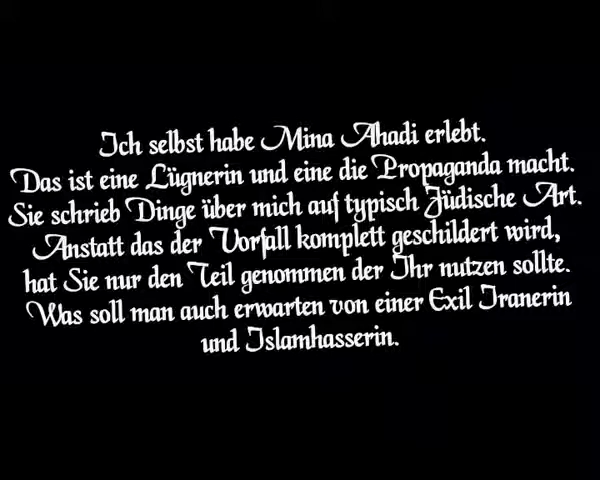 Ich selbst habe Mina Ahadi erlebt.
Das ist eine Lügnerin und eine die Propaganda macht.
Sie schrieb Dinge über mich auf typisch Jüdische Art.
Anstatt das der Vorfall komplett geschildert wird,
hat Sie nur den Teil genommen der Ihr nutzen sollte.
Was soll man auch erwarten von einer Exil Iranerin
und Islamhasserin.